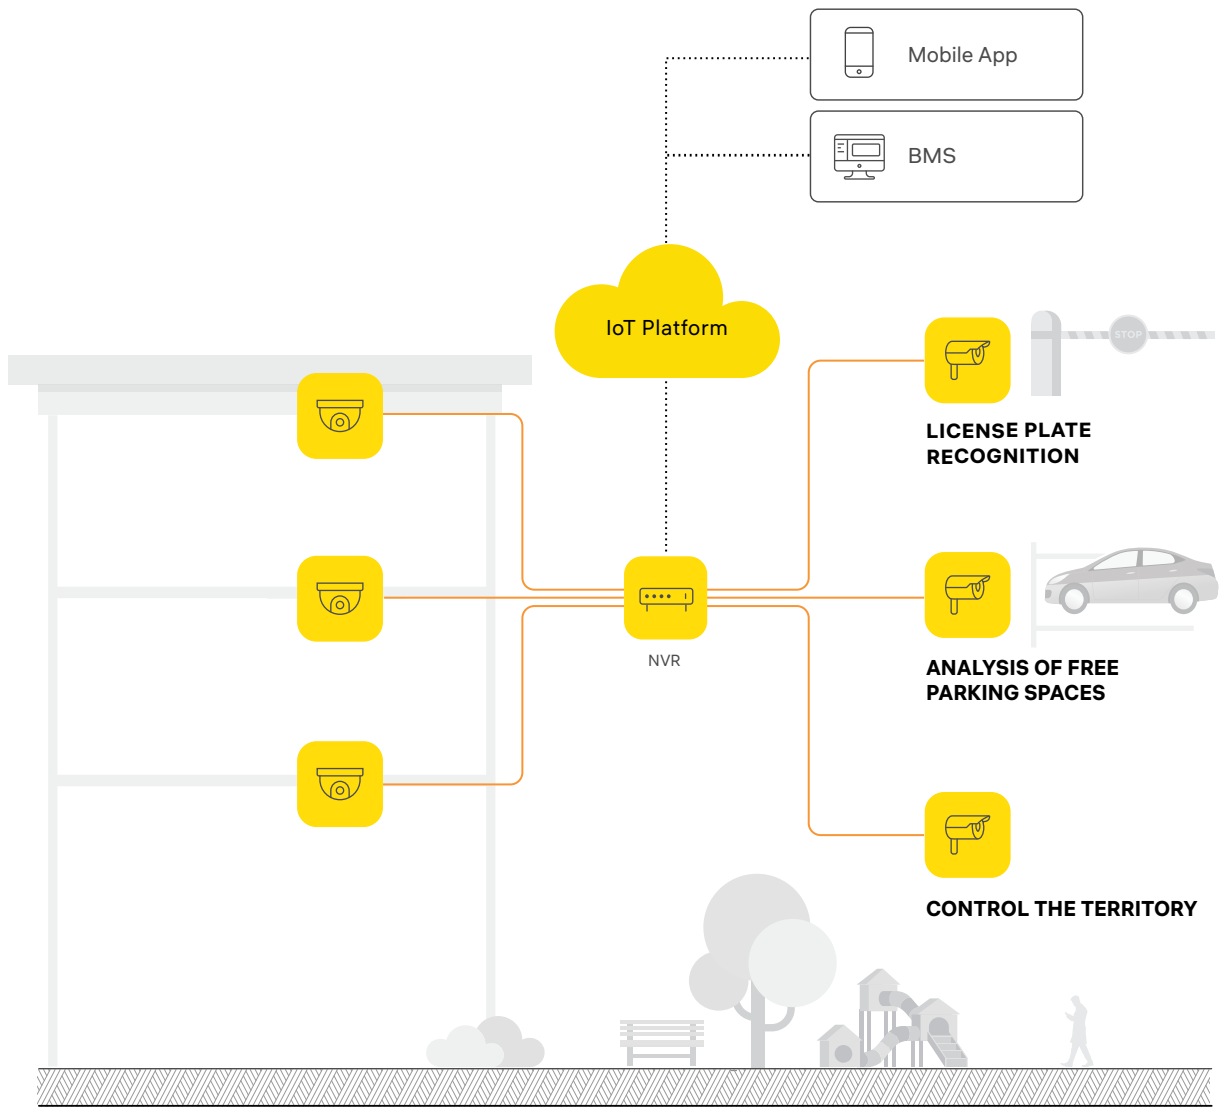 Mobile App
BMS
IoT Platform
STOP
LICENSE PLATE
RECOGNITION
NVR
ANALYSIS OF FREE
PARKING SPACES
CONTROL THE TERRITORY